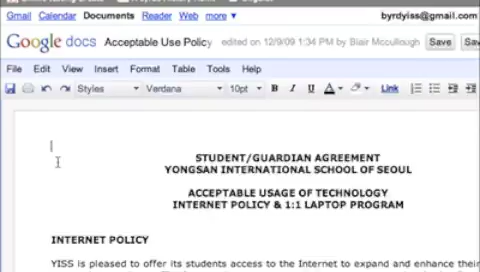 Gmail Calendar Documents Reader Web more ▼ byrdyiss@gmail.com
Google docs Acceptable Use Policy edited on 12/9/09 1:34 PM by Blair Mccullough Save Sav
File Edit View Insert Format Table Tools Help
Styles Verdana 10pt B I U A Link
STUDENT/GUARDIAN AGREEMENT
YONGSAN INTERNATIONAL SCHOOL OF SEOUL
ACCEPTABLE USAGE OF TECHNOLOGY
INTERNET POLICY & 1:1 LAPTOP PROGRAM
INTERNET POLICY
YISS is pleased to offer its students access to the Internet to expand and enhance their